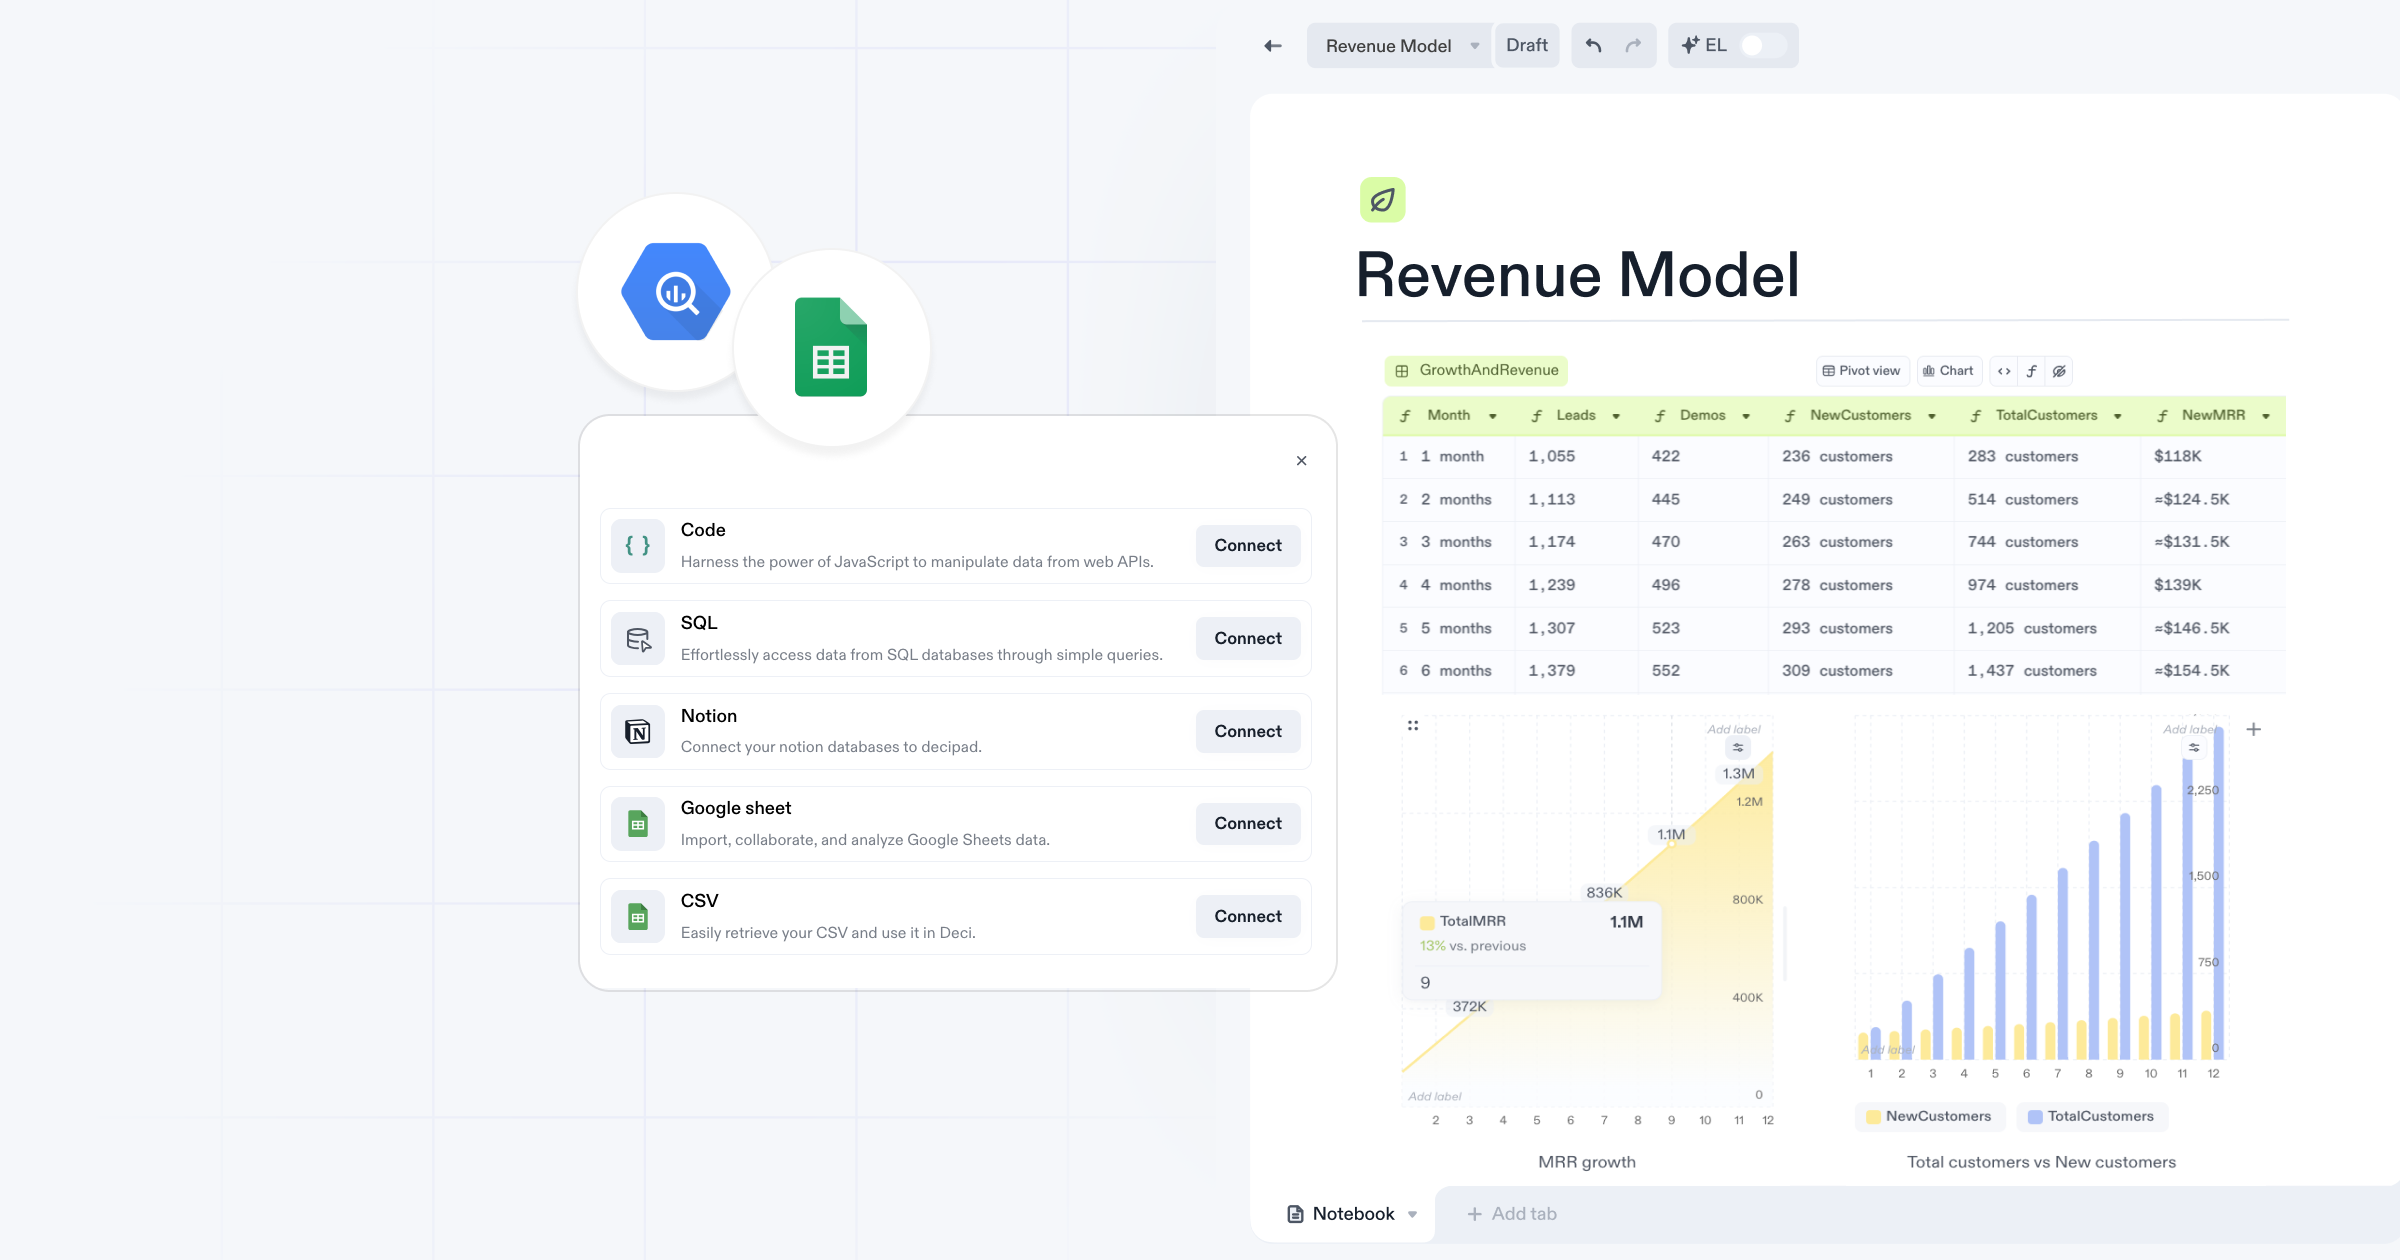 Revenue Model
Draft
EL
Revenue Model
GrowthAndRevenue
Pivot view
Chart
Month Leads Demos NewCustomers TotalCustomers NewMRR
1 1 month 1,055 422 236 customers 283 customers $118K
2 2 months 1,113 445 249 customers 514 customers ≈$124.5K
3 3 months 1,174 470 263 customers 744 customers ≈$131.5K
4 4 months 1,239 496 278 customers 974 customers $139K
5 5 months 1,307 523 293 customers 1,205 customers ≈$146.5K
6 6 months 1,379 552 309 customers 1,437 customers ≈$154.5K
Code
Harness the power of JavaScript to manipulate data from web APIs.
Connect
SQL
Effortlessly access data from SQL databases through simple queries.
Connect
Notion
Connect your notion databases to decipad.
Connect
Google sheet
Import, collaborate, and analyze Google Sheets data.
Connect
CSV
Easily retrieve your CSV and use it in Deci.
Connect
Add label
1.3M
1.2M
1.1M
836K
800K
TotalMRR 1.1M
13% vs. previous
9
372K
400K
Add label
0
2 3 4 5 6 7 8 9 10 11 12
MRR growth
Add label
2,250
1,500
750
0
Add label
1 2 3 4 5 6 7 8 9 10 11 12
NewCustomers TotalCustomers
Total customers vs New customers
Notebook
Add tab